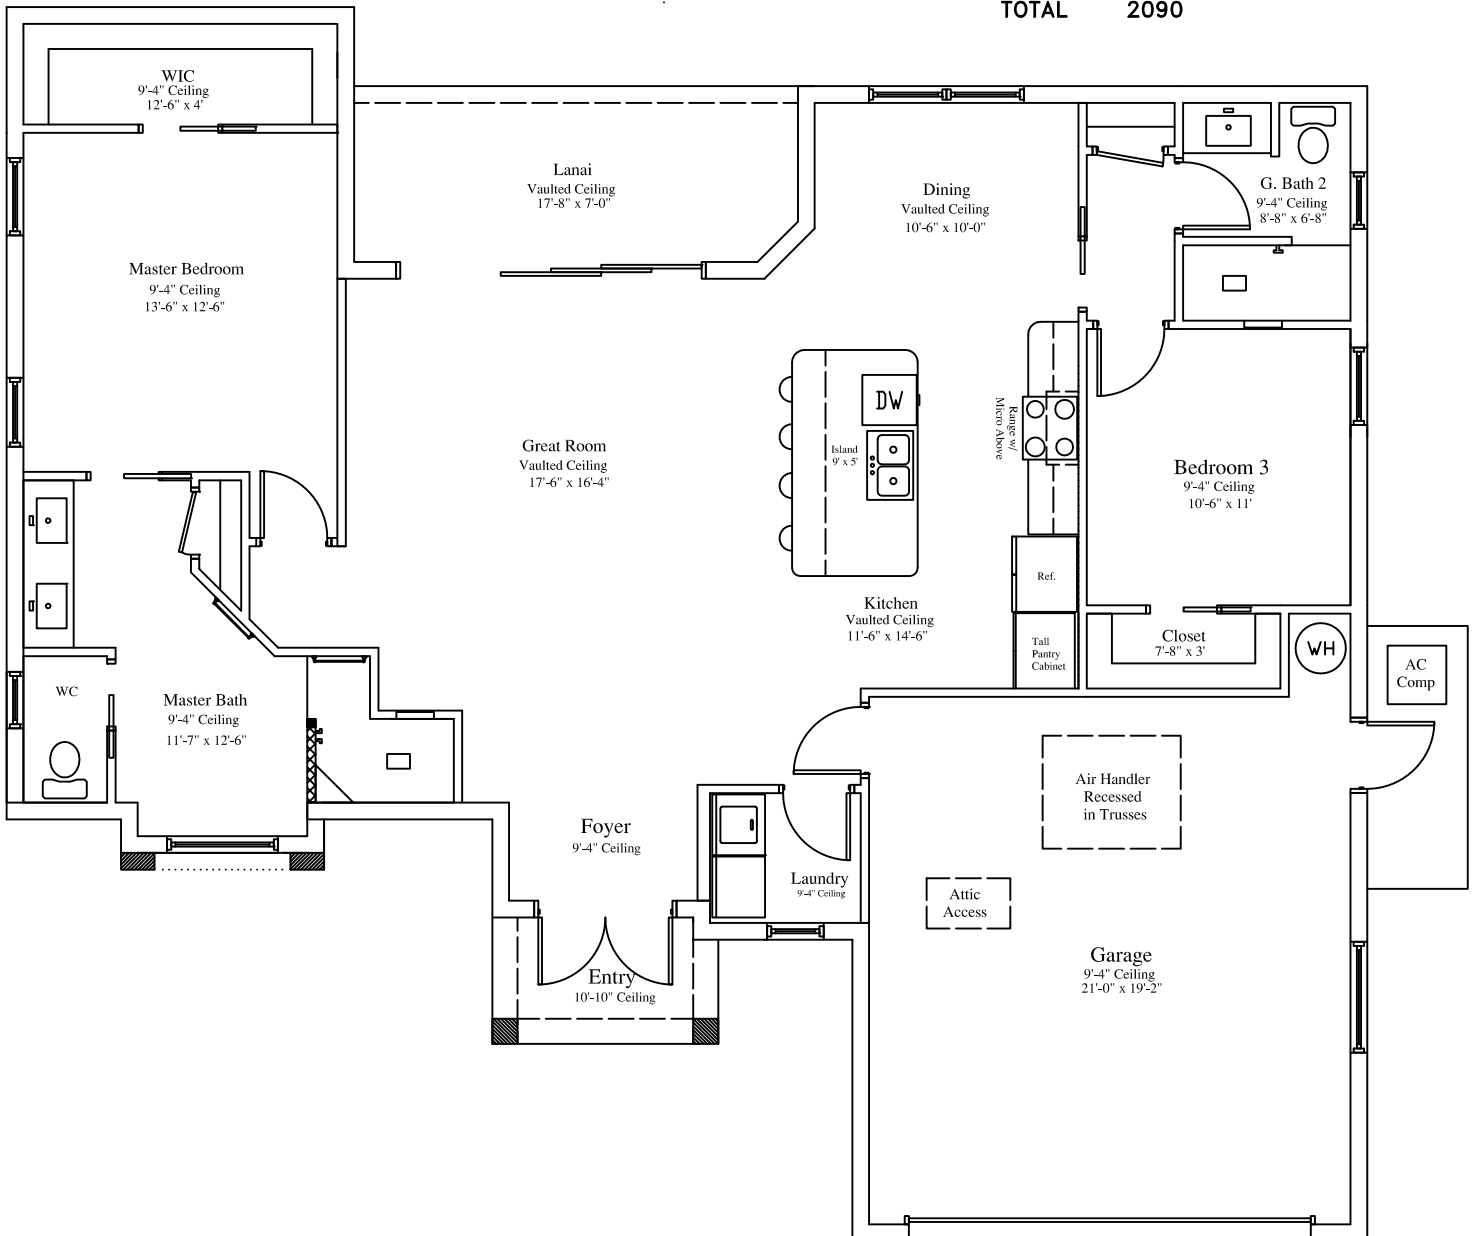 TOTAL 2090
WIC
9'-4" Ceiling
12'-6" x 4'
Lanai
Vaulted Ceiling
17'-8" x 7'-0"
Dining
Vaulted Ceiling
10'-6" x 10'-0"
G. Bath 2
9'-4" Ceiling
8'-8" x 6'-8"
Master Bedroom
9'-4" Ceiling
13'-6" x 12'-6"
DW
Island
9' x 5'
Range w/
Micro Above
Great Room
Vaulted Ceiling
17'-6" x 16'-4"
Bedroom 3
9'-4" Ceiling
10'-6" x 11'
Ref.
Kitchen
Vaulted Ceiling
11'-6" x 14'-6"
Tall
Pantry
Cabinet
Closet
7'-8" x 3'
WH
AC
Comp
WC
Master Bath
9'-4" Ceiling
11'-7" x 12'-6"
Air Handler
Recessed
in Trusses
Foyer
9'-4" Ceiling
Laundry
9'-4" Ceiling
Attic
Access
Entry
10'-10" Ceiling
Garage
9'-4" Ceiling
21'-0" x 19'-2"